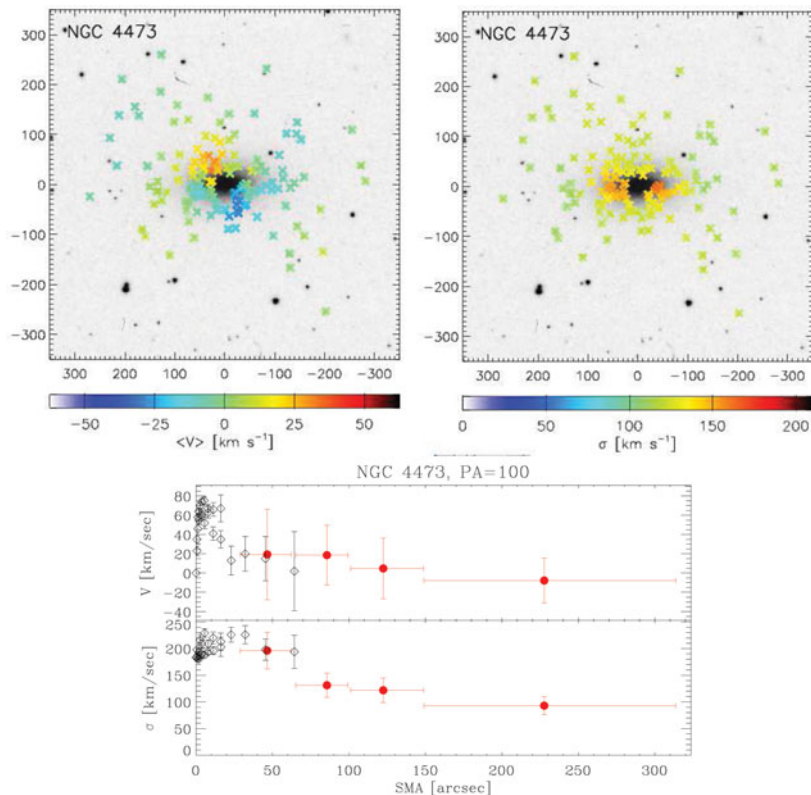 NGC 4473
300
200
100
0
-100
-200
-300
300 200 100 0 -100 -200 -300
-50 -25 0 25 50
<V> [km s⁻¹]
NGC 4473
300
200
100
0
-100
-200
-300
300 200 100 0 -100 -200 -300
0 50 100 150 200
σ [km s⁻¹]
NGC 4473, PA=100
V [km/sec]
80
60
40
20
0
-20
-40
σ [km/sec]
250
200
150
100
50
0
0 50 100 150 200 250 300
SMA [arcsec]